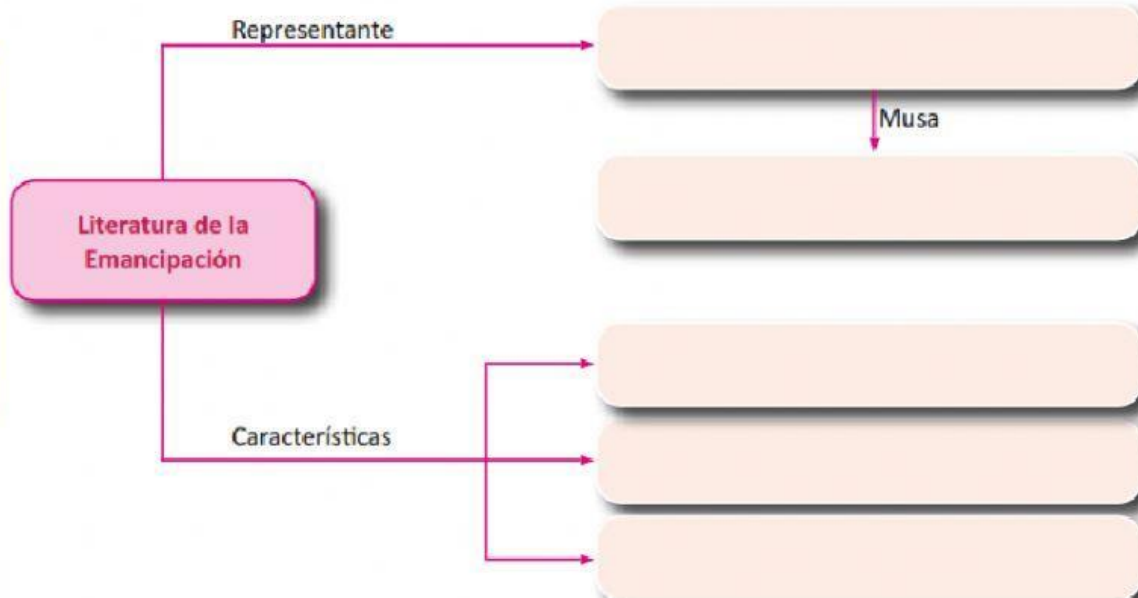 Representante
Musa
Literatura de la
Emancipación
Características